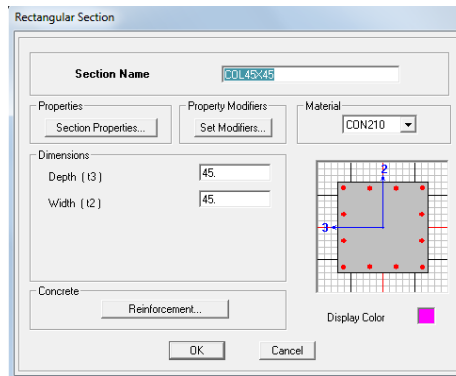 Rectangular Section
Section Name
COL45X45
Properties
Section Properties...
Property Modifiers
Set Modifiers...
Material
CON210
Dimensions
Depth ( t3 )
45.
Width ( t2 )
45.
2
3
Concrete
Reinforcement...
Display Color
OK
Cancel